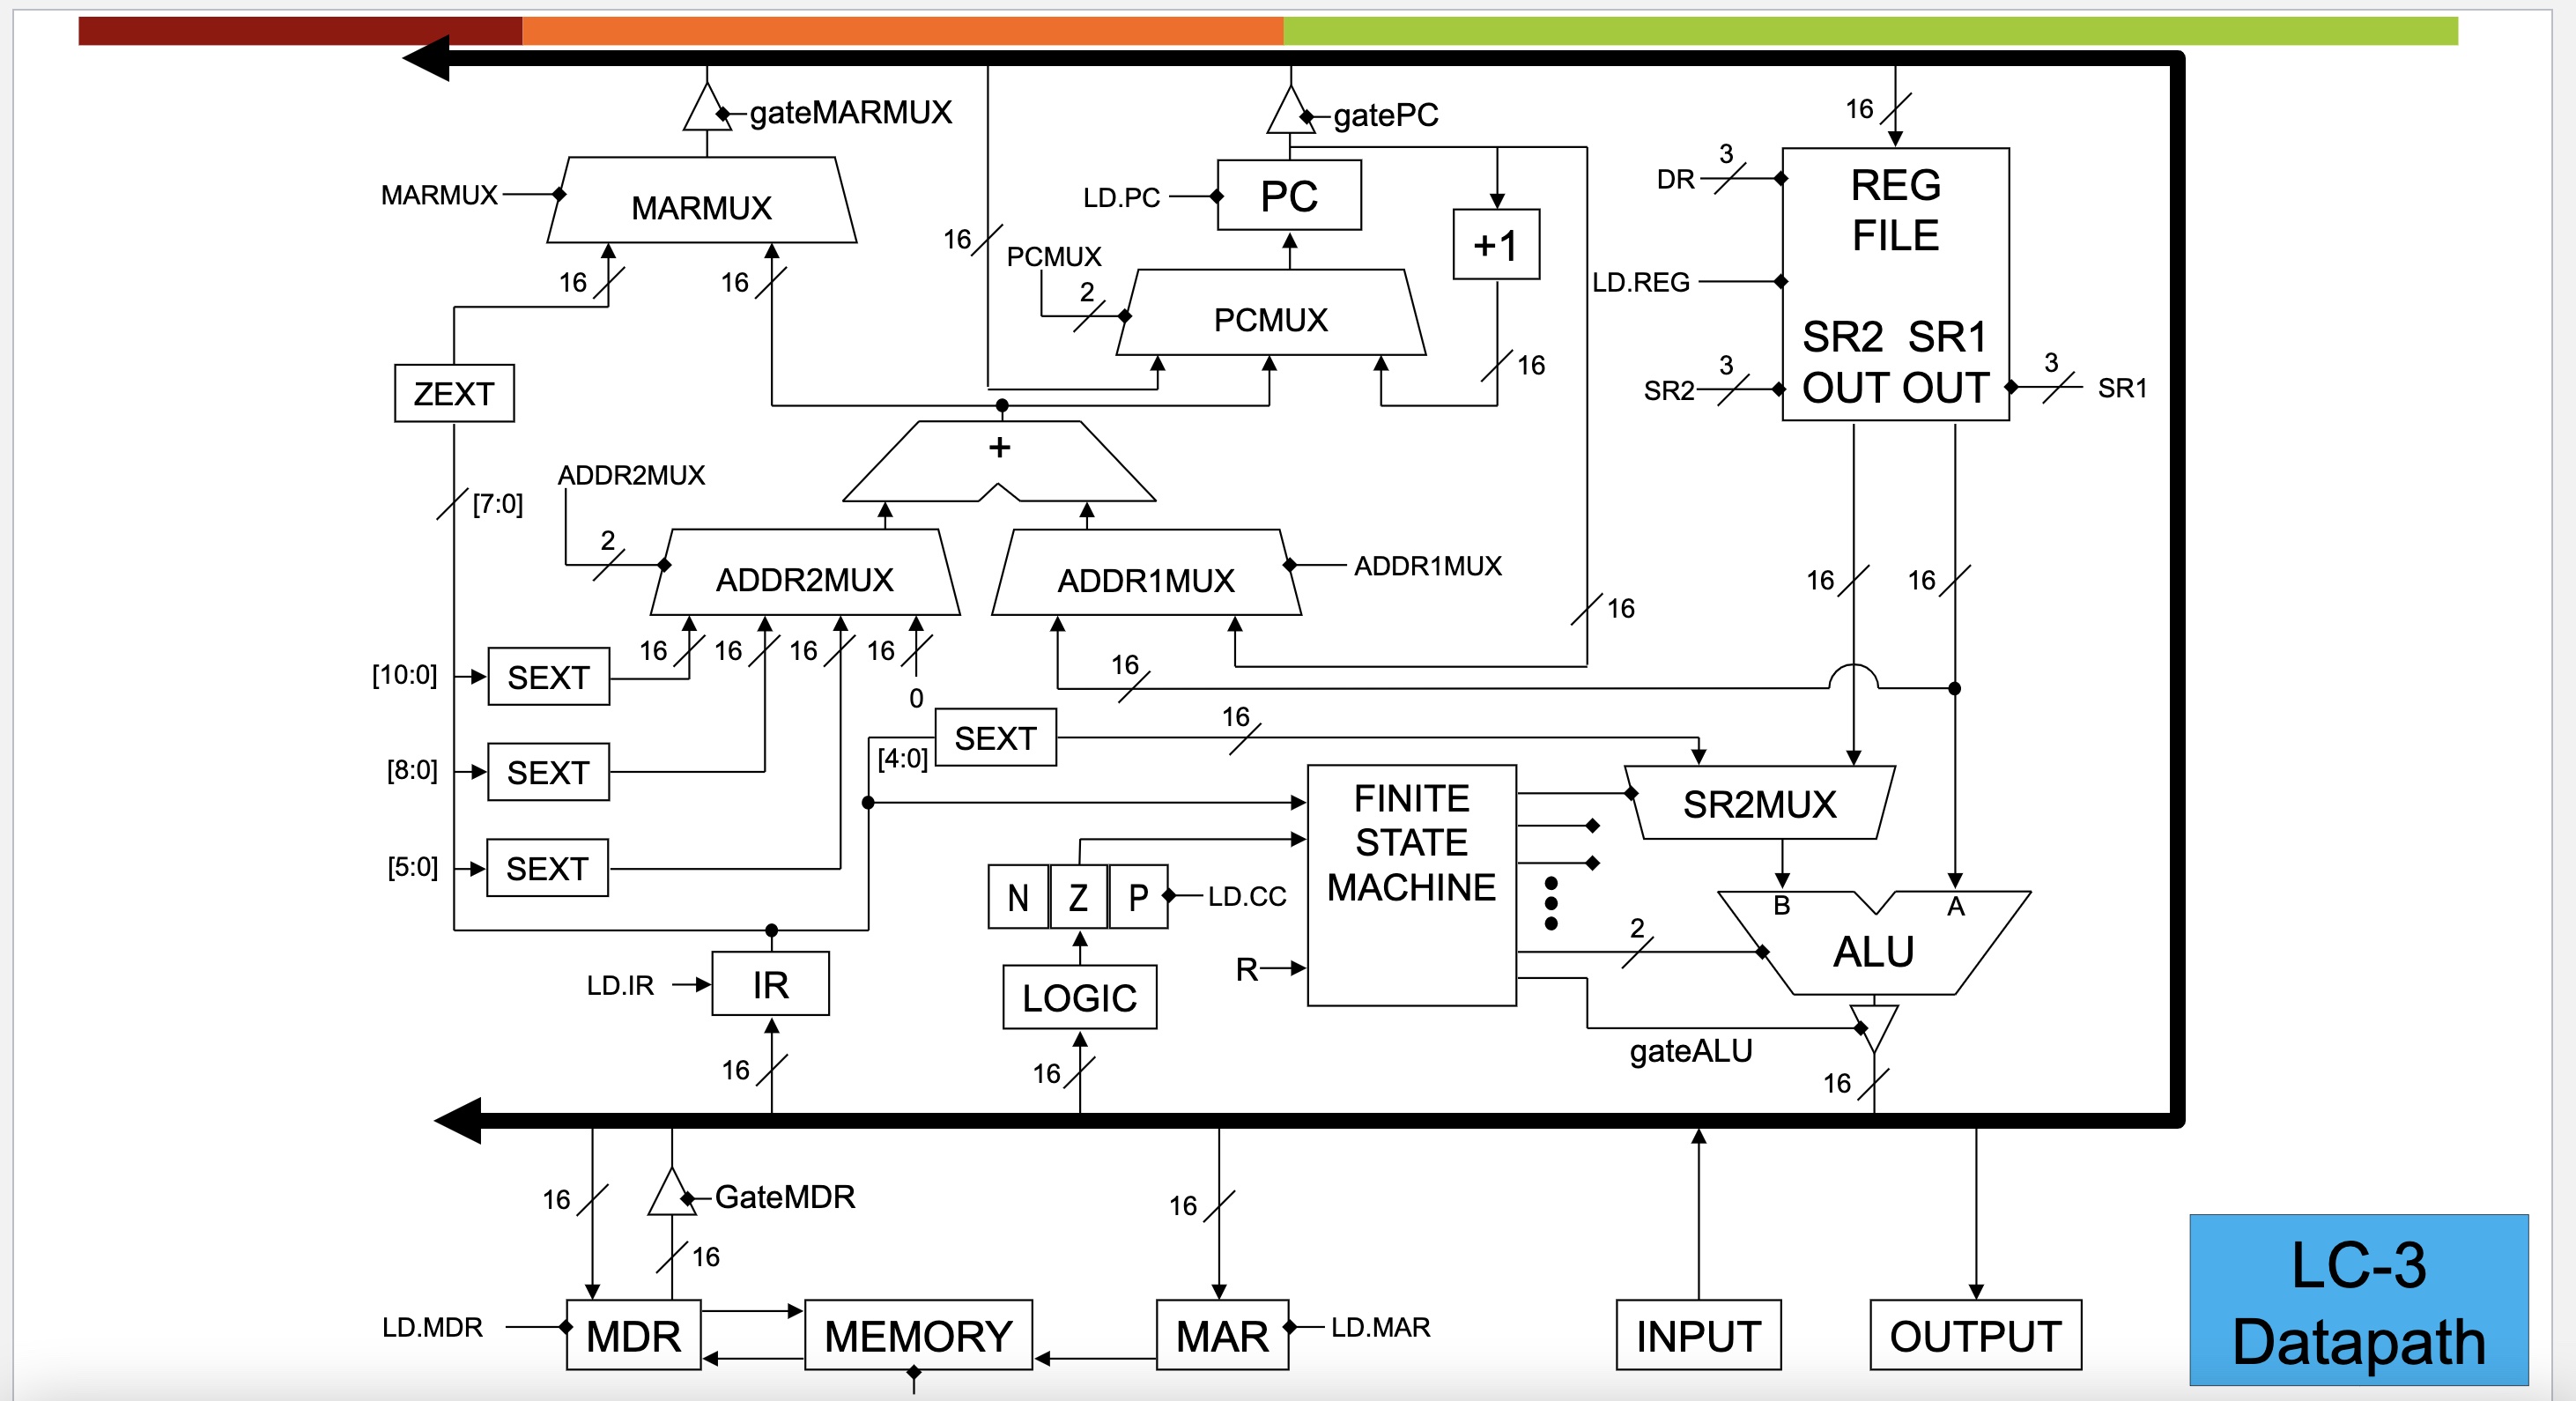 gateMARMUX
gatePC
16
MARMUX
MARMUX
LD.PC
PC
DR
3
REG
FILE
16
PCMUX
+1
LD.REG
16
16
2
PCMUX
16
SR2 SR1
OUT OUT
SR2
3
3
SR1
ZEXT
+
ADDR2MUX
[7:0]
2
ADDR2MUX
ADDR1MUX
ADDR1MUX
16
16
16
[10:0]
SEXT
16
16
16
16
0
16
[8:0]
SEXT
[4:0]
SEXT
16
[5:0]
SEXT
FINITE
STATE
MACHINE
SR2MUX
N
Z
P
LD.CC
B
A
ALU
2
R
LD.IR
IR
LOGIC
gateALU
16
16
16
16
GateMDR
16
16
LD.MDR
MDR
MEMORY
MAR
LD.MAR
INPUT
OUTPUT
LC-3
Datapath